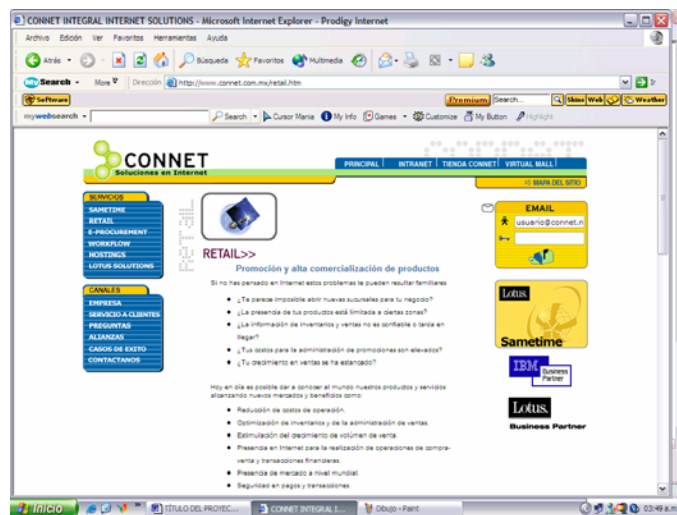 CONNET INTEGRAL INTERNET SOLUTIONS - Microsoft Internet Explorer - Prodigy Internet
Archivo Edición Ver Favoritos Herramientas Ayuda
Atrás Búsqueda Favoritos Multimedia
Search More Dirección http://www.connet.com.mx/retail.htm Ir
Software Premium Search... Skins Web Weather
mywebsearch Search Cursor Mania My Info Games Customize My Button Highlight
CONNET
Soluciones en Internet
PRINCIPAL INTRANET TIENDA CONNET VIRTUAL MALL
MAPA DEL SITIO
SERVICIOS
SAMETIME
RETAIL
E-PROCUREMENT
WORKFLOW
HOSTINGS
LOTUS SOLUTIONS
CANALES
EMPRESA
SERVICIO A CLIENTES
PREGUNTAS
ALIANZAS
CASOS DE EXITO
CONTACTANOS
RETAIL>>
Promoción y alta comercialización de productos
Si no has pensado en Internet estos problemas te pueden resultar familiares
¿Te parece imposible abrir nuevas sucursales para tu negocio?
¿La presencia de tus productos está limitada a ciertas zonas?
¿La información de inventarios y ventas no es confiable o tarda en
llegar?
¿Tus costos para la administración de promociones son elevados?
¿Tu crecimiento en ventas se ha estancado?
Hoy en día es posible dar a conocer al mundo nuestros productos y servicios
alcanzando nuevos mercados y beneficios como:
Reducción de costos de operación.
Optimización de inventarios y de la administración de ventas.
Estimulación del crecimiento de volúmen de venta.
Presencia en Internet para la realización de operaciones de compra-
venta y transacciones financieras.
Presencia de mercado a nivel mundial.
Seguridad en pagos y transacciones.
EMAIL
usuario@connet.n
Lotus.
Sametime
IBM Business
Partner
Lotus.
Business Partner
Inicio TÍTULO DEL PROYEC... CONNET INTEGRAL I... Dibujo - Paint 03:49 a.m.